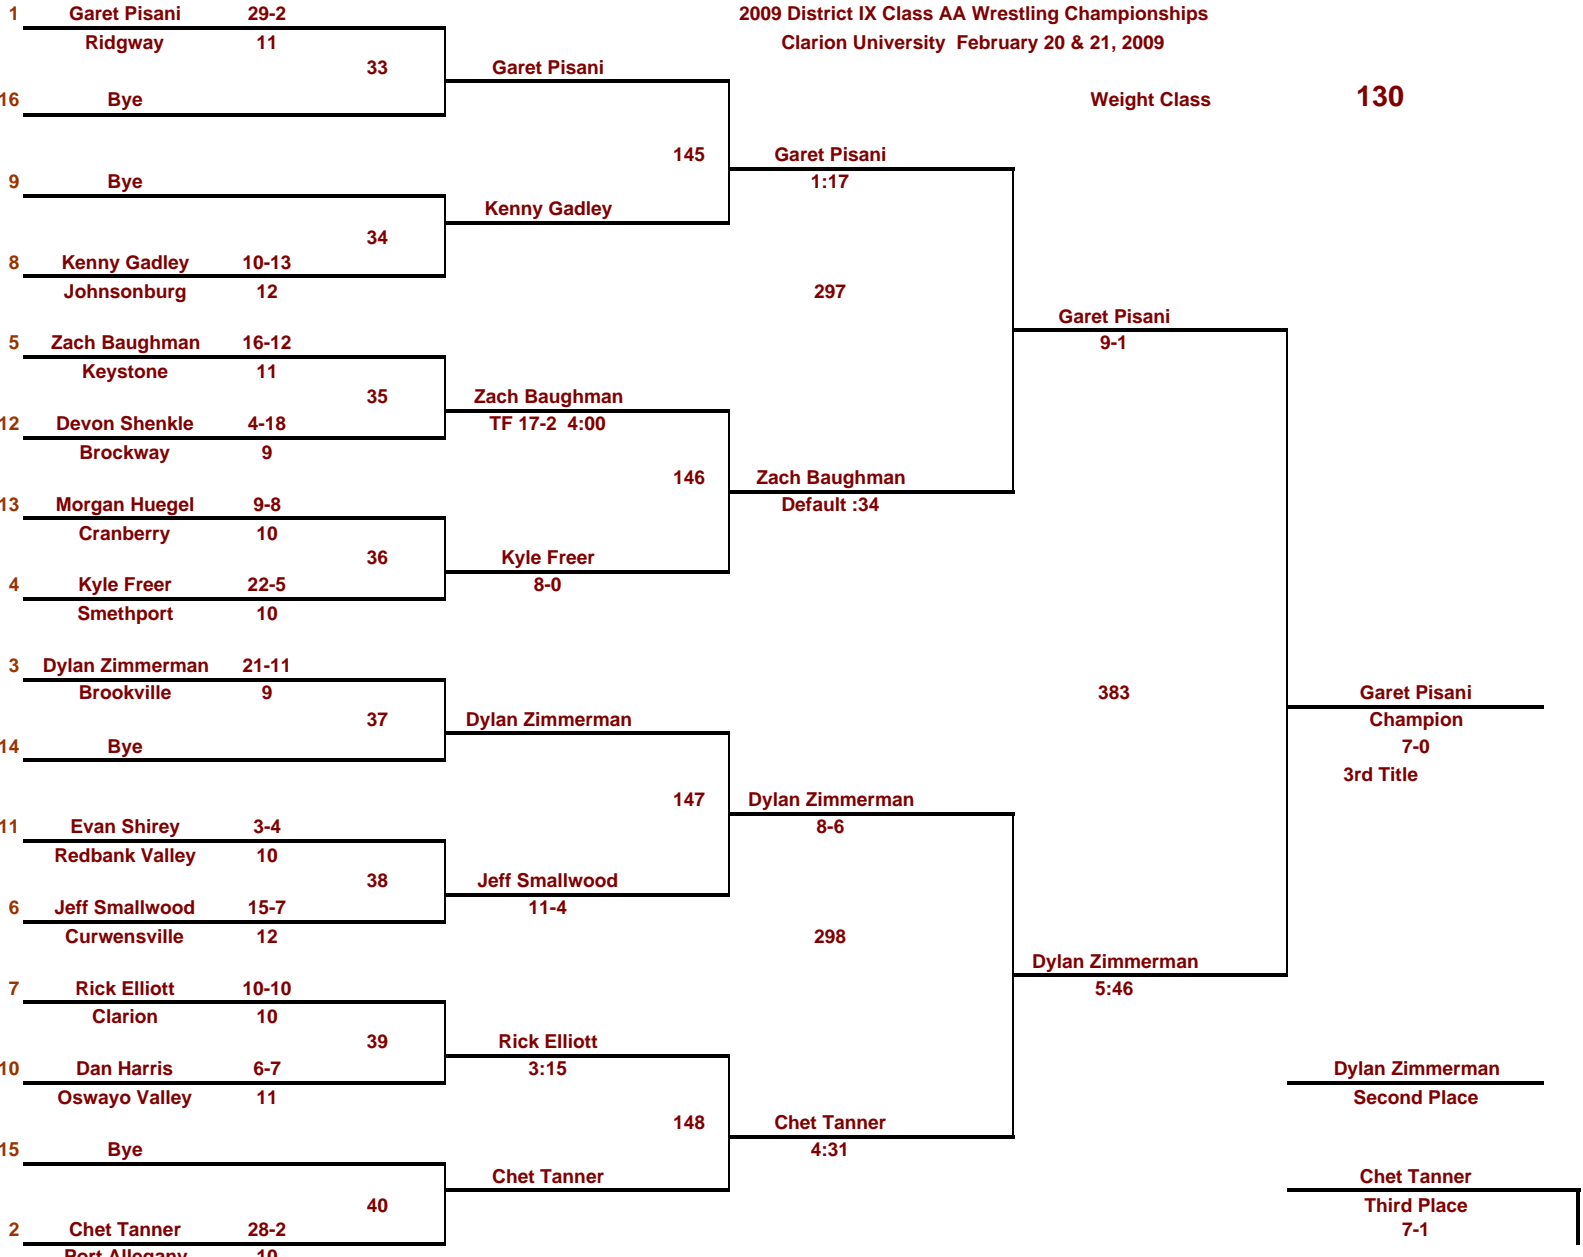 2009 District IX Class AA Wrestling Championships
Clarion University February 20 & 21, 2009
Weight Class 130
1 Garet Pisani 29-2
Ridgway 11
33
16 Bye
9 Bye
34
8 Kenny Gadley 10-13
Johnsonburg 12
5 Zach Baughman 16-12
Keystone 11
35
12 Devon Shenkle 4-18
Brockway 9
13 Morgan Huegel 9-8
Cranberry 10
36
4 Kyle Freer 22-5
Smethport 10
3 Dylan Zimmerman 21-11
Brookville 9
37
14 Bye
11 Evan Shirey 3-4
Redbank Valley 10
38
6 Jeff Smallwood 15-7
Curwensville 12
7 Rick Elliott 10-10
Clarion 10
39
10 Dan Harris 6-7
Oswayo Valley 11
15 Bye
40
2 Chet Tanner 28-2
Port Allegany 10
Garet Pisani
145
Kenny Gadley
Zach Baughman
TF 17-2 4:00
146
Kyle Freer
8-0
Dylan Zimmerman
147
Jeff Smallwood
11-4
Rick Elliott
3:15
148
Chet Tanner
Garet Pisani
1:17
297
Zach Baughman
Default :34
Dylan Zimmerman
8-6
298
Chet Tanner
4:31
Garet Pisani
9-1
383
Dylan Zimmerman
5:46
Garet Pisani
Champion
7-0
3rd Title
Dylan Zimmerman
Second Place
Chet Tanner
Third Place
7-1